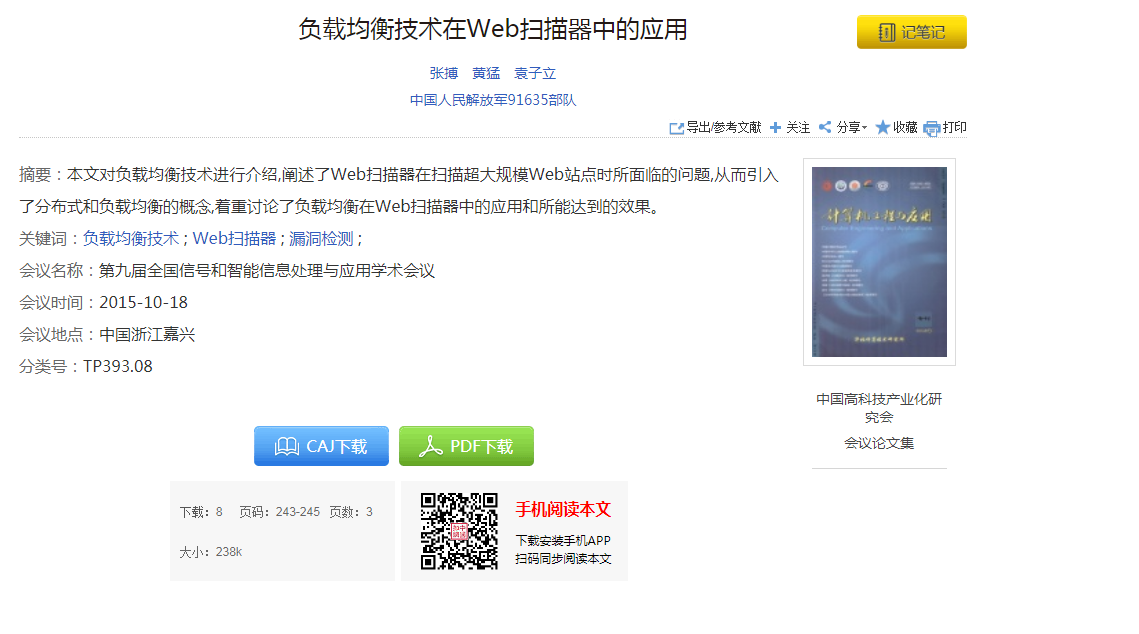 负载均衡技术在Web扫描器中的应用
记笔记
张搏 黄猛 袁子立
中国人民解放军91635部队
导出/参考文献 关注 分享 收藏 打印
摘要：本文对负载均衡技术进行介绍,阐述了Web扫描器在扫描超大规模Web站点时所面临的问题,从而引入
了分布式和负载均衡的概念,着重讨论了负载均衡在Web扫描器中的应用和所能达到的效果。
关键词：负载均衡技术 ; Web扫描器 ; 漏洞检测 ;
会议名称：第九届全国信号和智能信息处理与应用学术会议
会议时间：2015-10-18
会议地点：中国浙江嘉兴
分类号：TP393.08
计算机工程与应用
Computer Engineering and Applications
中国高科技产业化研
究会
会议论文集
CAJ下载 PDF下载
下载：8 页码：243-245 页数：3
大小：238k
手机阅读本文
下载安装手机APP
扫码同步阅读本文